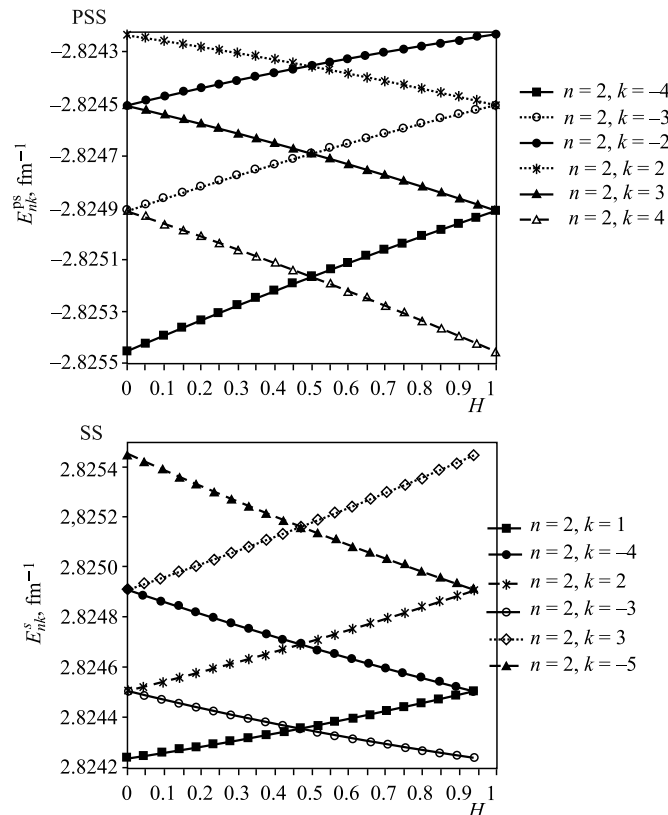 PSS
−2.8243
−2.8245
−2.8247
−2.8249
−2.8251
−2.8253
−2.8255
E^ps_nk, fm^−1
0 0.1 0.2 0.3 0.4 0.5 0.6 0.7 0.8 0.9 1
H
n = 2, k = –4
n = 2, k = –3
n = 2, k = –2
n = 2, k = 2
n = 2, k = 3
n = 2, k = 4
SS
2.8254
2.8252
2.8250
2.8248
2.8246
2.8244
2.8242
E^s_nk, fm^−1
0 0.1 0.2 0.3 0.4 0.5 0.6 0.7 0.8 0.9 1
H
n = 2, k = 1
n = 2, k = –4
n = 2, k = 2
n = 2, k = –3
n = 2, k = 3
n = 2, k = –5